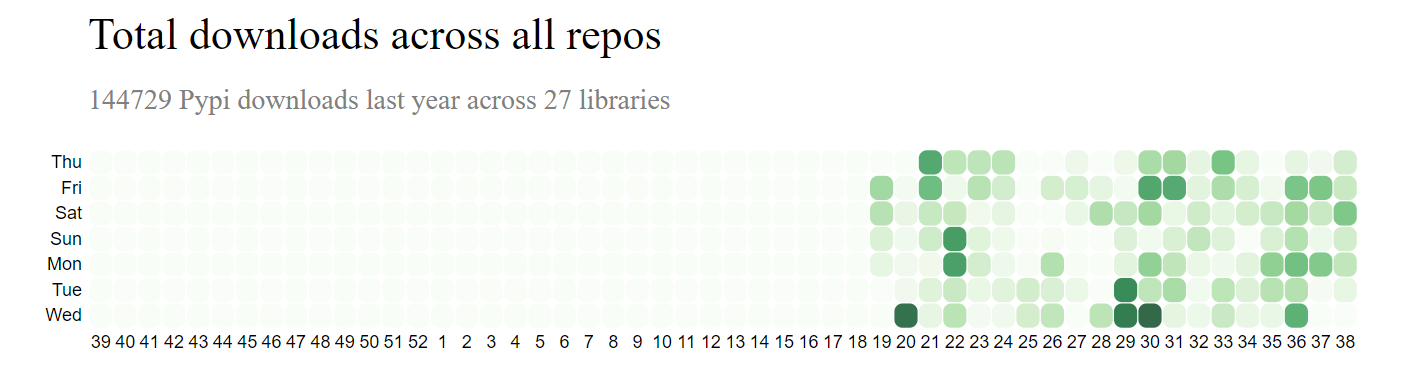 Total downloads across all repos
144729 Pypi downloads last year across 27 libraries
Thu
Fri
Sat
Sun
Mon
Tue
Wed
39 40 41 42 43 44 45 46 47 48 49 50 51 52 1 2 3 4 5 6 7 8 9 10 11 12 13 14 15 16 17 18 19 20 21 22 23 24 25 26 27 28 29 30 31 32 33 34 35 36 37 38